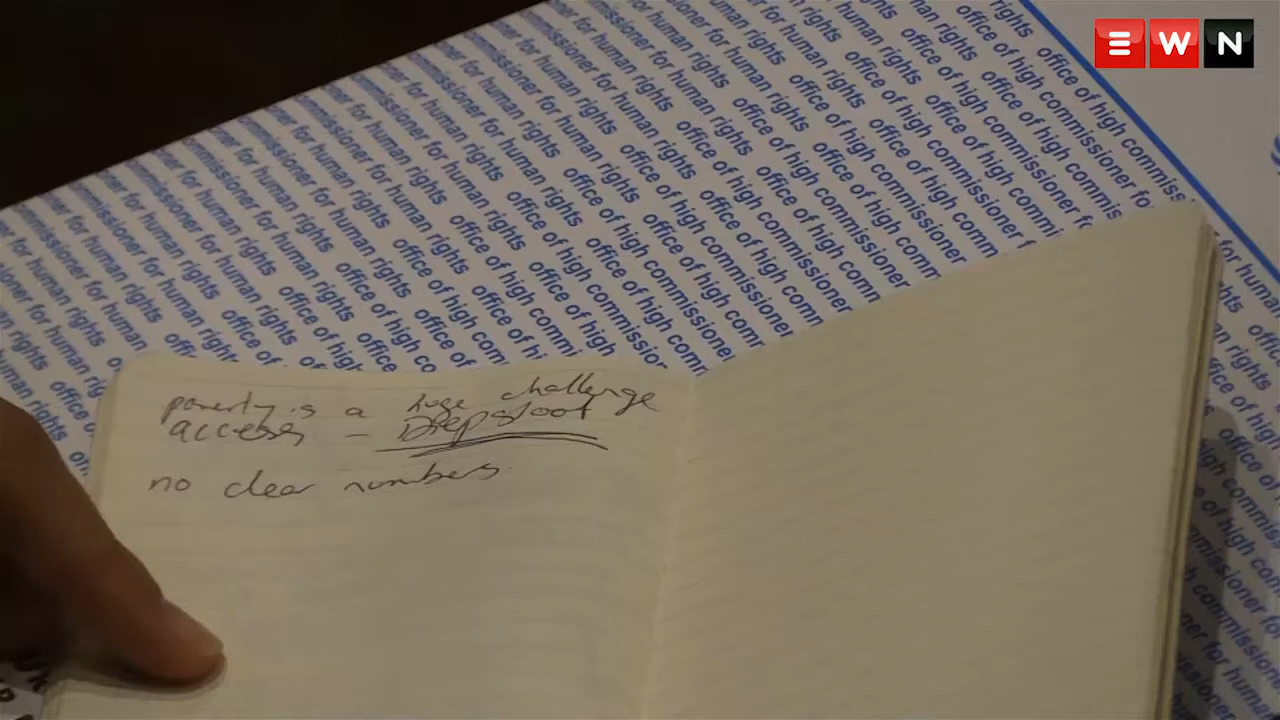 EWN
office of high commissioner for human rights
poverty is a huge challenge
access – Diepsloot
no clear numbers